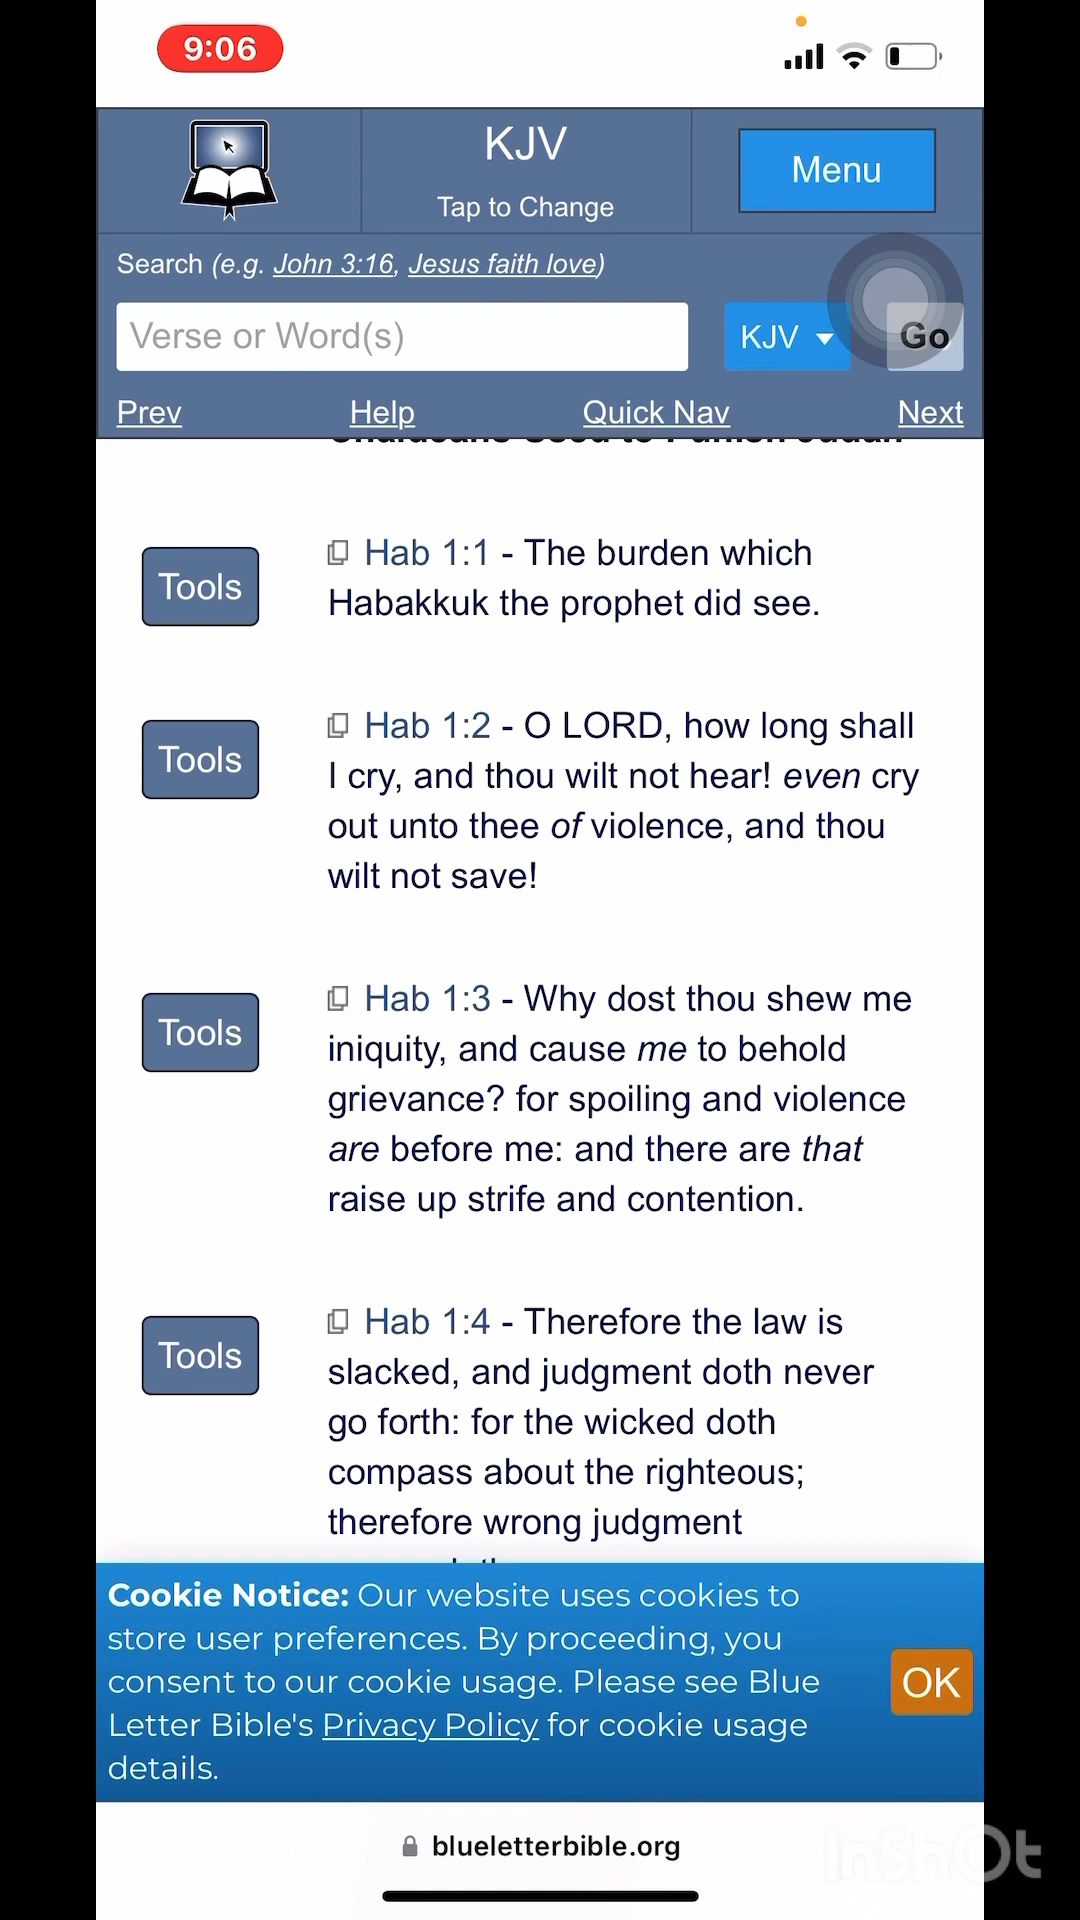 9:06
KJV
Tap to Change
Menu
Search (e.g. John 3:16, Jesus faith love)
Verse or Word(s)
KJV
Go
Prev
Help
Quick Nav
Next
Tools
Hab 1:1 - The burden which
Habakkuk the prophet did see.
Tools
Hab 1:2 - O LORD, how long shall
I cry, and thou wilt not hear! even cry
out unto thee of violence, and thou
wilt not save!
Tools
Hab 1:3 - Why dost thou shew me
iniquity, and cause me to behold
grievance? for spoiling and violence
are before me: and there are that
raise up strife and contention.
Tools
Hab 1:4 - Therefore the law is
slacked, and judgment doth never
go forth: for the wicked doth
compass about the righteous;
therefore wrong judgment
Cookie Notice: Our website uses cookies to
store user preferences. By proceeding, you
consent to our cookie usage. Please see Blue
Letter Bible's Privacy Policy for cookie usage
details.
OK
blueletterbible.org
InShOt